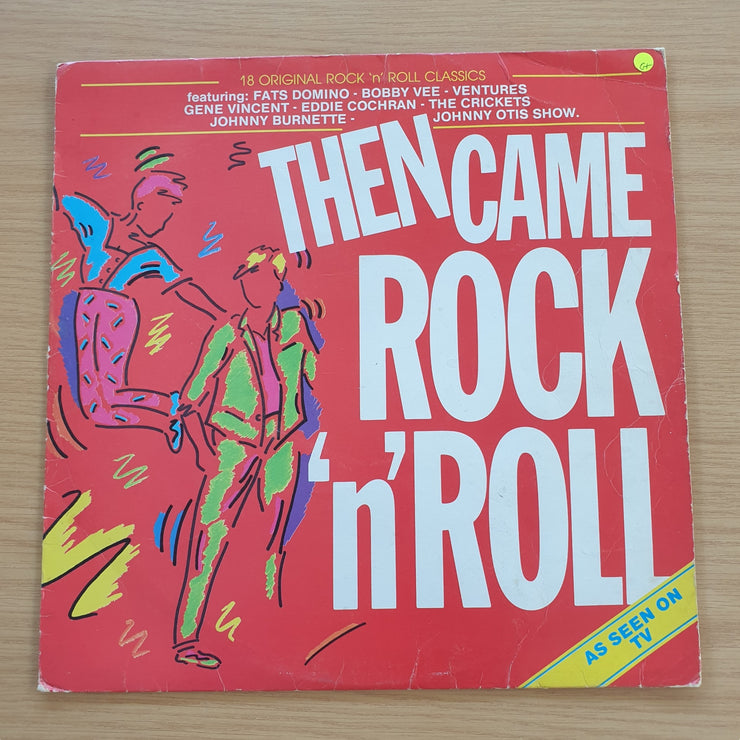 18 ORIGINAL ROCK 'n' ROLL CLASSICS
featuring: FATS DOMINO - BOBBY VEE - VENTURES
GENE VINCENT - EDDIE COCHRAN - THE CRICKETS
JOHNNY BURNETTE - JOHNNY OTIS SHOW.
THEN CAME
ROCK
'n' ROLL
AS SEEN ON
TV